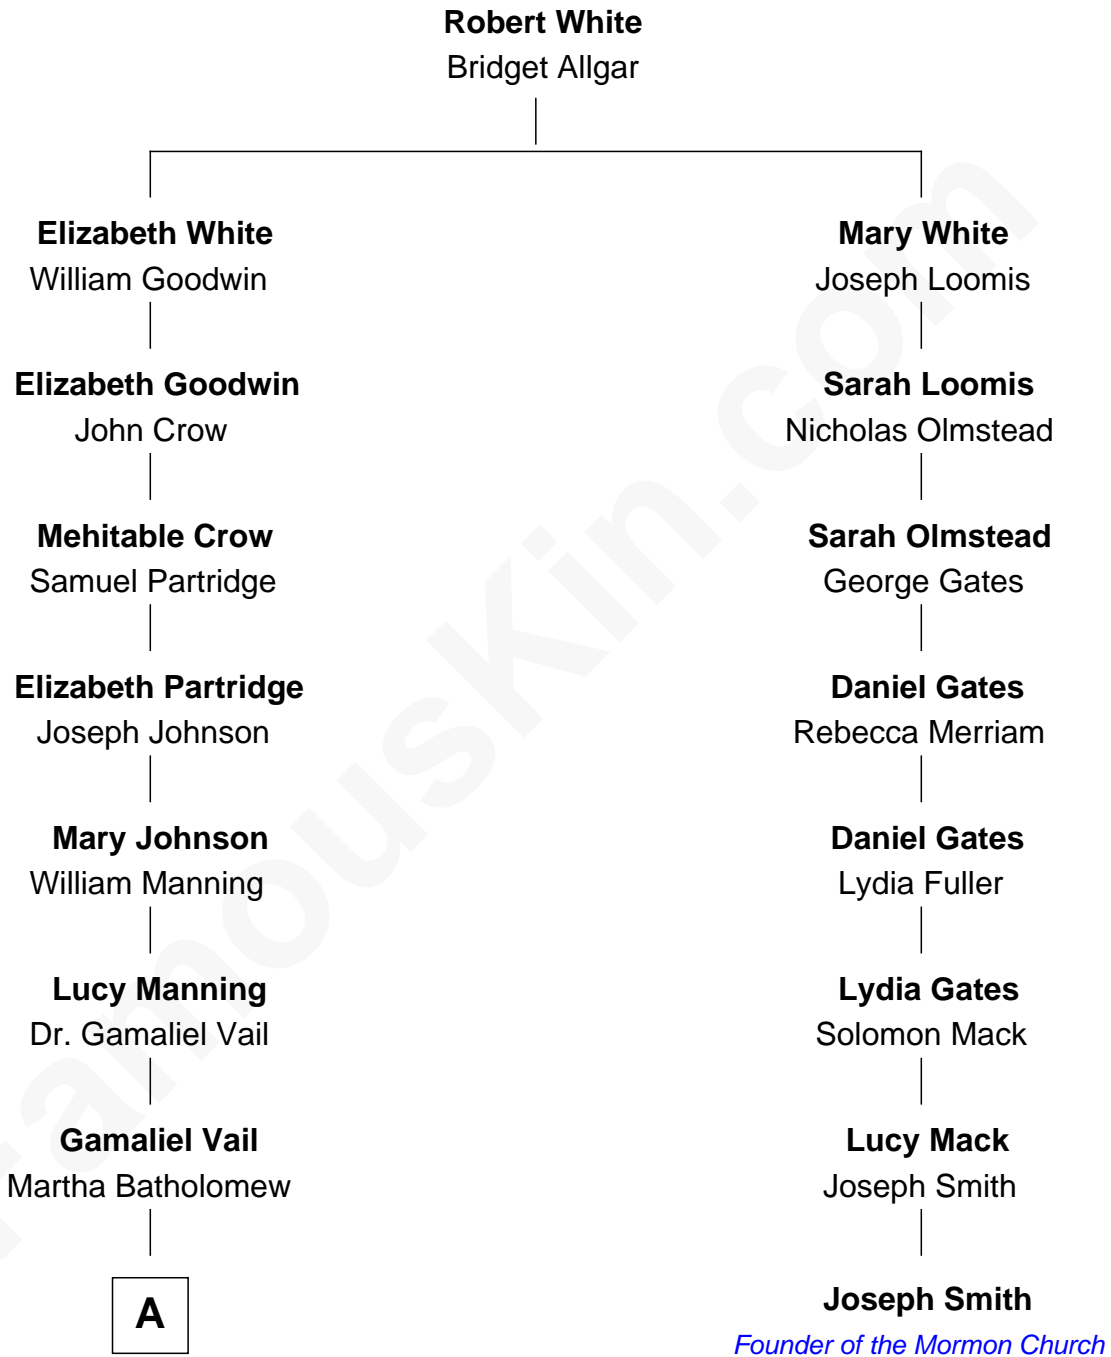 Robert White
Bridget Allgar
Elizabeth White
William Goodwin
Mary White
Joseph Loomis
Elizabeth Goodwin
John Crow
Sarah Loomis
Nicholas Olmstead
Mehitable Crow
Samuel Partridge
Sarah Olmstead
George Gates
Elizabeth Partridge
Joseph Johnson
Daniel Gates
Rebecca Merriam
Mary Johnson
William Manning
Daniel Gates
Lydia Fuller
Lucy Manning
Dr. Gamaliel Vail
Lydia Gates
Solomon Mack
Gamaliel Vail
Martha Batholomew
Lucy Mack
Joseph Smith
A
Joseph Smith
Founder of the Mormon Church
FamousKin.com